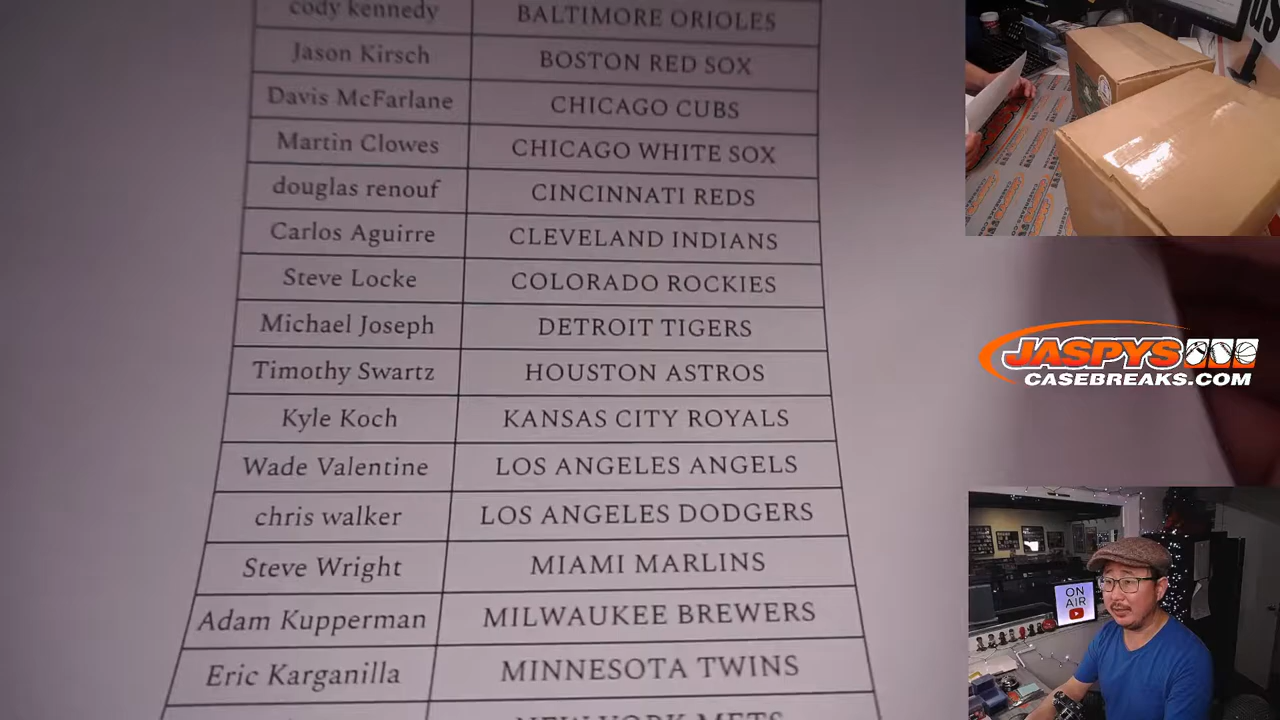 cody kennedy BALTIMORE ORIOLES
Jason Kirsch BOSTON RED SOX
Davis McFarlane CHICAGO CUBS
Martin Clowes CHICAGO WHITE SOX
douglas renouf CINCINNATI REDS
Carlos Aguirre CLEVELAND INDIANS
Steve Locke COLORADO ROCKIES
Michael Joseph DETROIT TIGERS
Timothy Swartz HOUSTON ASTROS
Kyle Koch KANSAS CITY ROYALS
Wade Valentine LOS ANGELES ANGELS
chris walker LOS ANGELES DODGERS
Steve Wright MIAMI MARLINS
Adam Kupperman MILWAUKEE BREWERS
Eric Karganilla MINNESOTA TWINS
NEW YORK METS
JASPYS
CASEBREAKS.COM
ON
AIR